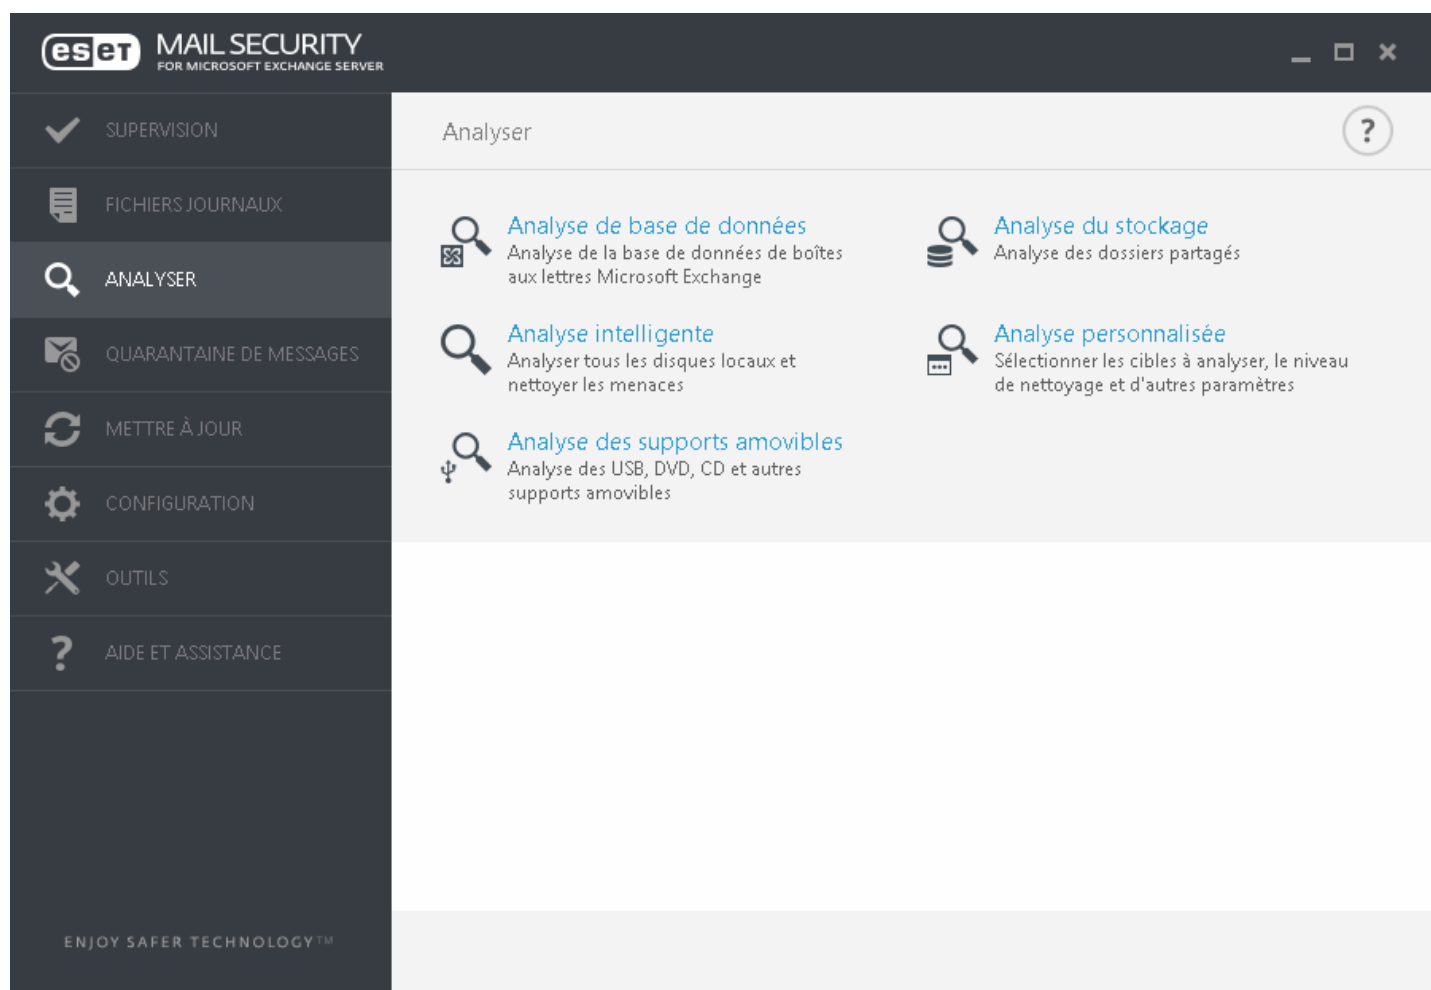 eset MAIL SECURITY
FOR MICROSOFT EXCHANGE SERVER
SUPERVISION
FICHIERS JOURNAUX
ANALYSER
QUARANTAINE DE MESSAGES
METTRE À JOUR
CONFIGURATION
OUTILS
? AIDE ET ASSISTANCE
ENJOY SAFER TECHNOLOGY™
Analyser
?
Analyse de base de données
Analyse de la base de données de boîtes
aux lettres Microsoft Exchange
Analyse du stockage
Analyse des dossiers partagés
Analyse intelligente
Analyser tous les disques locaux et
nettoyer les menaces
Analyse personnalisée
Sélectionner les cibles à analyser, le niveau
de nettoyage et d'autres paramètres
Analyse des supports amovibles
Analyse des USB, DVD, CD et autres
supports amovibles